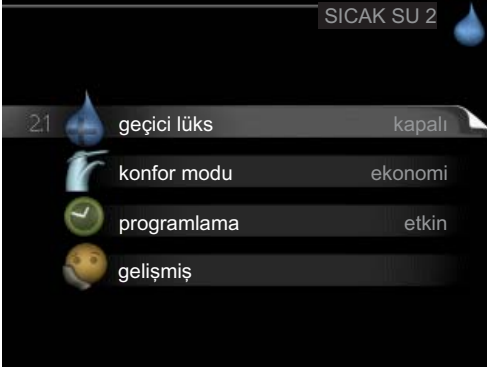 SICAK SU 2
2.1 geçici lüks kapalı
konfor modu ekonomi
programlama etkin
gelişmiş